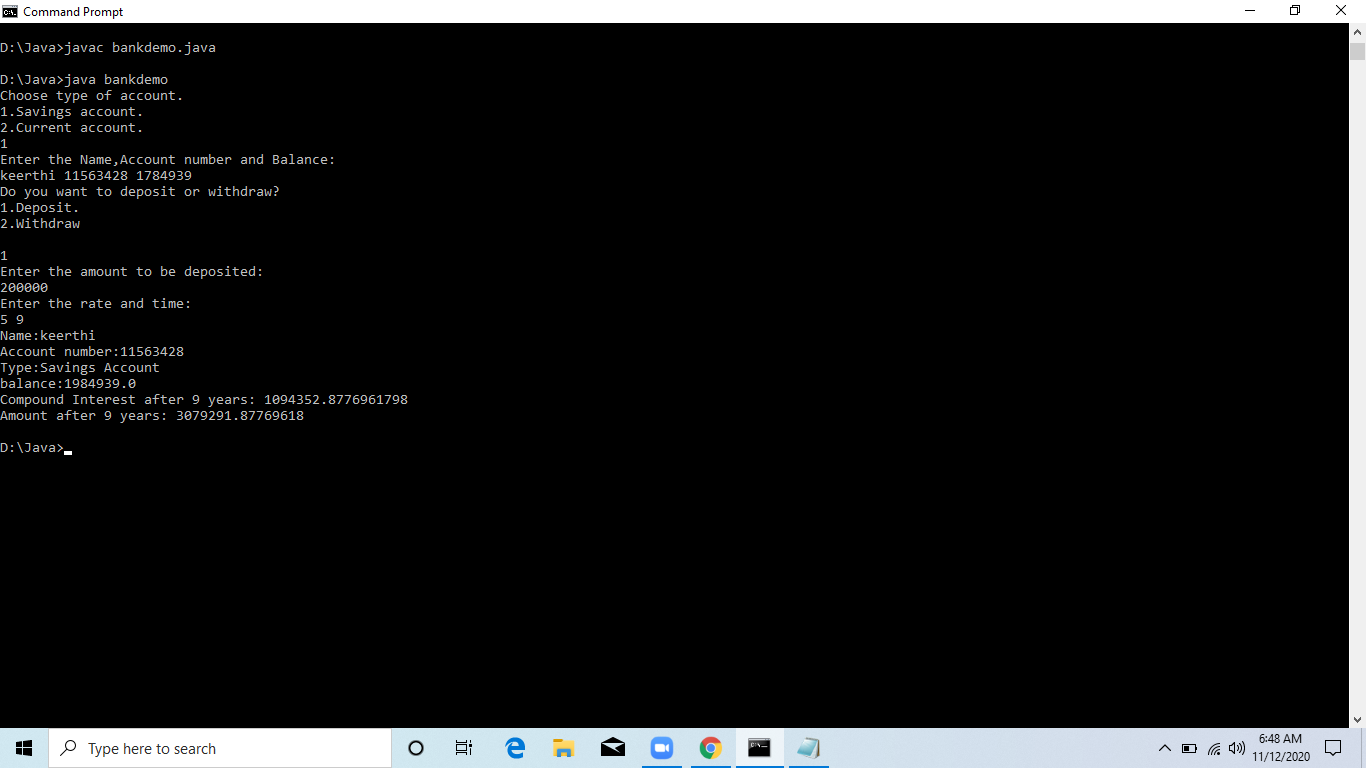 Command Prompt
D:\Java>javac bankdemo.java
D:\Java>java bankdemo
Choose type of account.
1.Savings account.
2.Current account.
1
Enter the Name,Account number and Balance:
keerthi 11563428 1784939
Do you want to deposit or withdraw?
1.Deposit.
2.Withdraw
1
Enter the amount to be deposited:
200000
Enter the rate and time:
5 9
Name:keerthi
Account number:11563428
Type:Savings Account
balance:1984939.0
Compound Interest after 9 years: 1094352.8776961798
Amount after 9 years: 3079291.87769618
D:\Java>
Type here to search
6:48 AM
11/12/2020